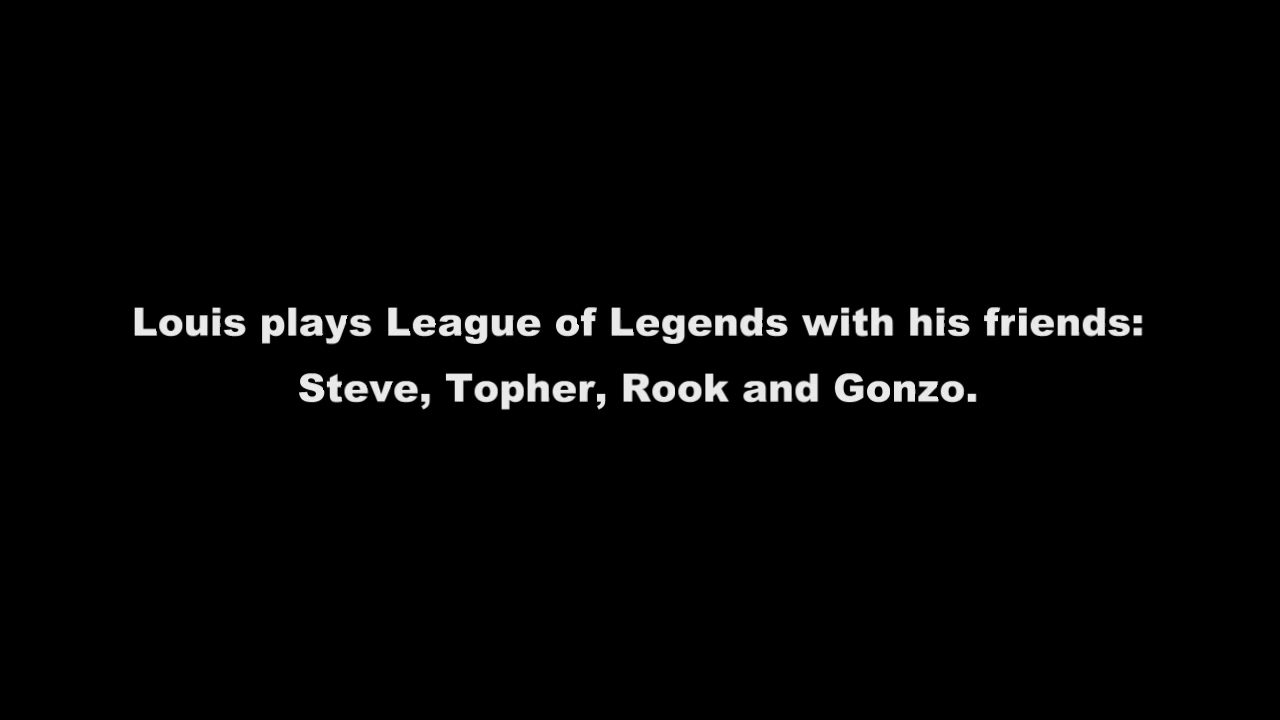 Louis plays League of Legends with his friends:
Steve, Topher, Rook and Gonzo.